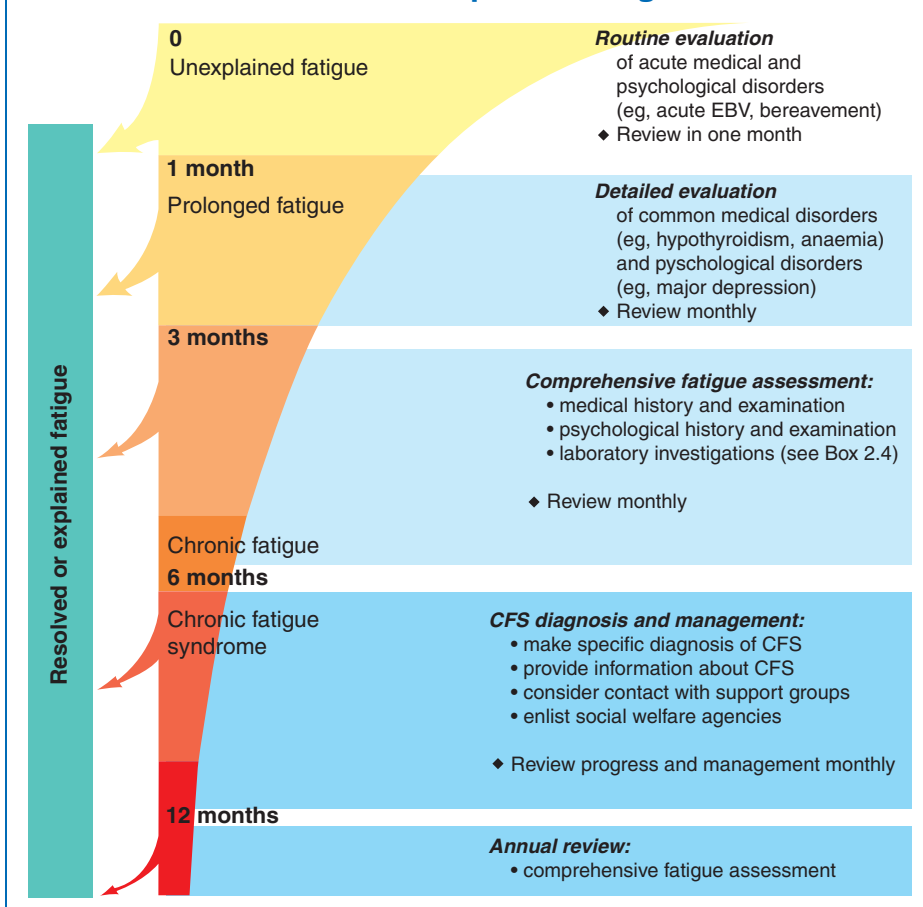 0
Unexplained fatigue
Routine evaluation
of acute medical and
psychological disorders
(eg, acute EBV, bereavement)
◆ Review in one month
1 month
Prolonged fatigue
Detailed evaluation
of common medical disorders
(eg, hypothyroidism, anaemia)
and pyschological disorders
(eg, major depression)
◆ Review monthly
3 months
Comprehensive fatigue assessment:
• medical history and examination
• psychological history and examination
• laboratory investigations (see Box 2.4)
◆ Review monthly
Chronic fatigue
6 months
Chronic fatigue
syndrome
CFS diagnosis and management:
• make specific diagnosis of CFS
• provide information about CFS
• consider contact with support groups
• enlist social welfare agencies
◆ Review progress and management monthly
12 months
Annual review:
• comprehensive fatigue assessment
Resolved or explained fatigue